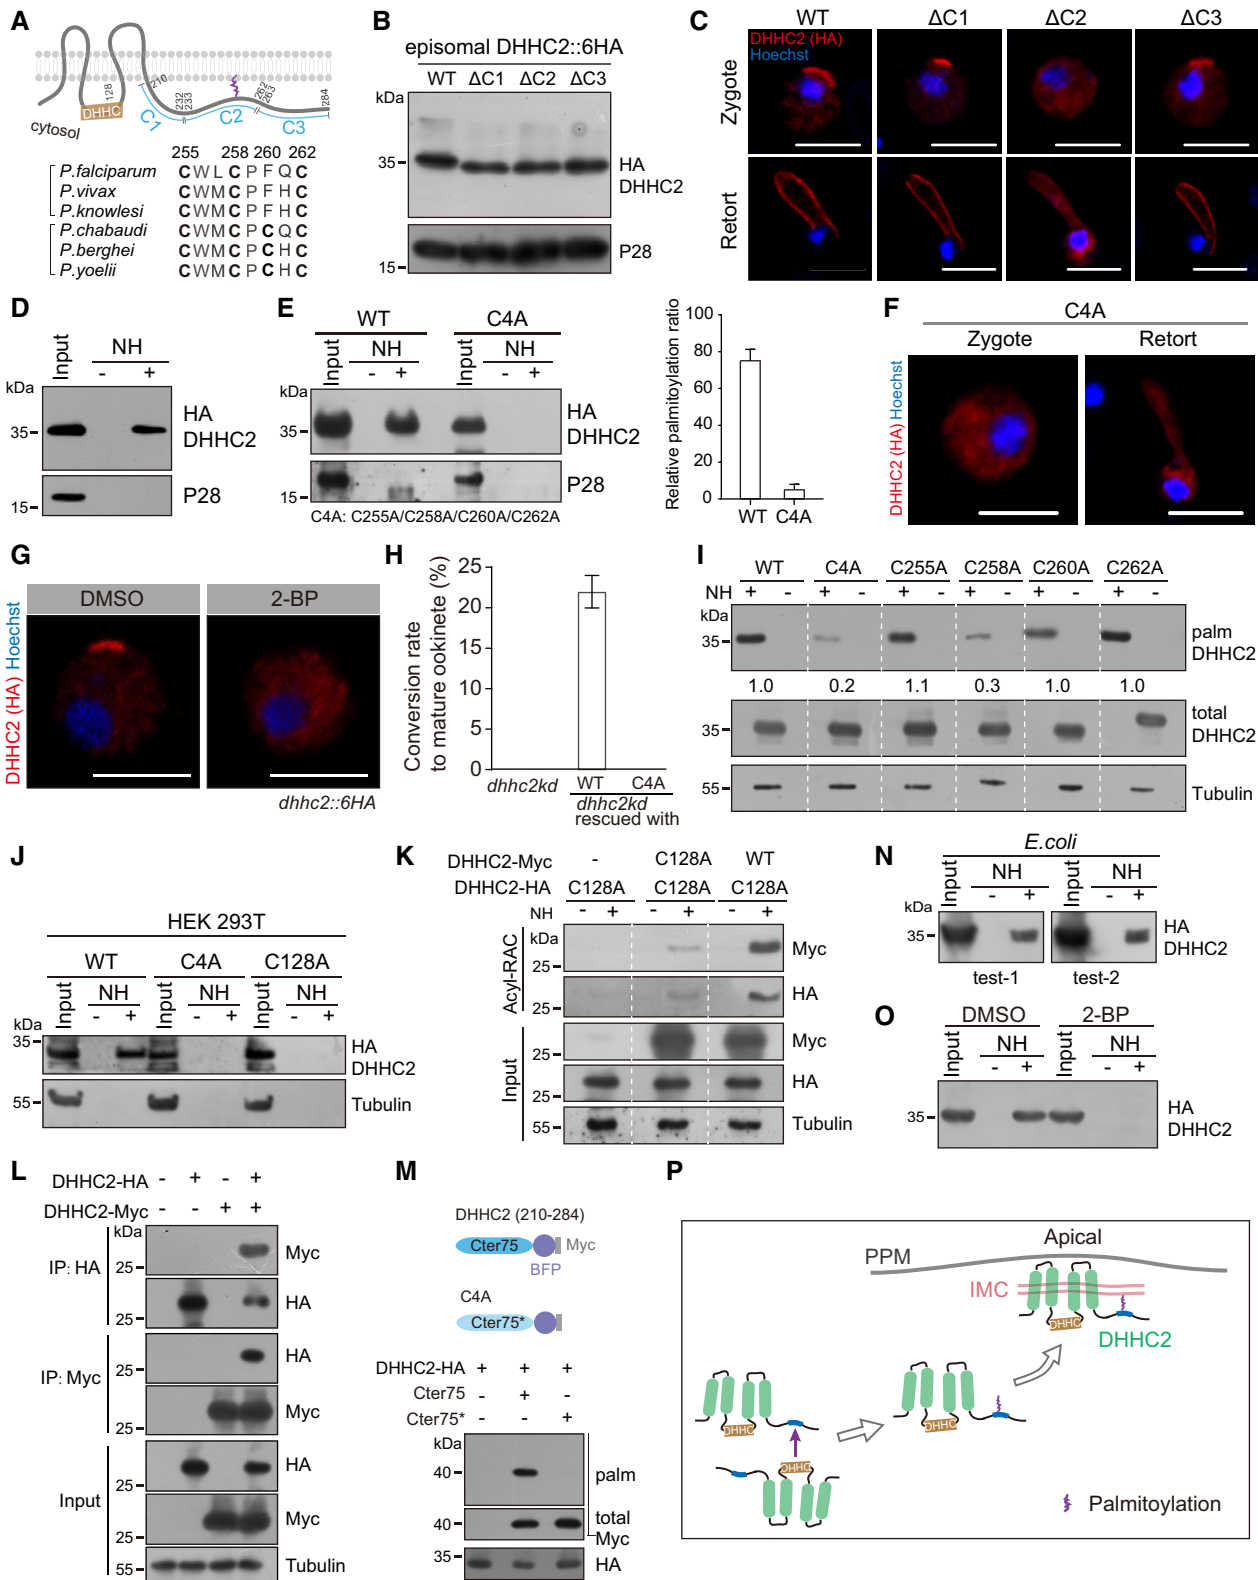 A
128
210
232
233
262
263
284
DHHC
cytosol
C1
C2
C3
255 258 260 262
P.falciparum C W L C P F Q C
P.vivax C W M C P F H C
P.knowlesi C W M C P F H C
P.chabaudi C W M C P C Q C
P.berghei C W M C P C H C
P.yoelii C W M C P C H C
B
episomal DHHC2::6HA
WT ΔC1 ΔC2 ΔC3
kDa
35
HA
DHHC2
15
P28
C
WT ΔC1 ΔC2 ΔC3
DHHC2 (HA)
Hoechst
Zygote
Retort
D
Input
NH
- +
kDa
35
HA
DHHC2
15
P28
E
WT C4A
Input NH Input NH
- + - +
kDa
35
HA
DHHC2
15
P28
C4A: C255A/C258A/C260A/C262A
Relative palmitoylation ratio
100
80
60
40
20
0
WT C4A
F
C4A
Zygote Retort
DHHC2 (HA) Hoechst
G
DMSO 2-BP
DHHC2 (HA) Hoechst
dhhc2::6HA
H
Conversion rate
to mature ookinete (%)
25
20
15
10
5
0
dhhc2kd WT C4A
dhhc2kd
rescued with
I
WT C4A C255A C258A C260A C262A
NH + - + - + - + - + - + -
kDa
35
palm
DHHC2
1.0 0.2 1.1 0.3 1.0 1.0
35
total
DHHC2
55
Tubulin
J
HEK 293T
WT C4A C128A
Input NH Input NH Input NH
- + - + - +
kDa
35
HA
DHHC2
55
Tubulin
K
DHHC2-Myc - C128A WT
DHHC2-HA C128A C128A C128A
NH - + - + - +
kDa
Acyl-RAC
25
Myc
25
HA
Input
25
Myc
25
HA
55
Tubulin
N
E.coli
Input NH Input NH
- + - +
kDa
35
HA
DHHC2
test-1 test-2
O
DMSO 2-BP
Input NH Input NH
- + - +
35
HA
DHHC2
L
DHHC2-HA - + - +
DHHC2-Myc - - + +
kDa
IP: HA
25
Myc
25
HA
IP: Myc
25
HA
25
Myc
Input
25
HA
25
Myc
55
Tubulin
M
DHHC2 (210-284)
Cter75
Myc
BFP
C4A
Cter75*
DHHC2-HA + + +
Cter75 - + -
Cter75* - - +
kDa
40
palm
40
total
Myc
35
HA
P
Apical
PPM
IMC
DHHC
DHHC2
DHHC
DHHC
DHHC
Palmitoylation